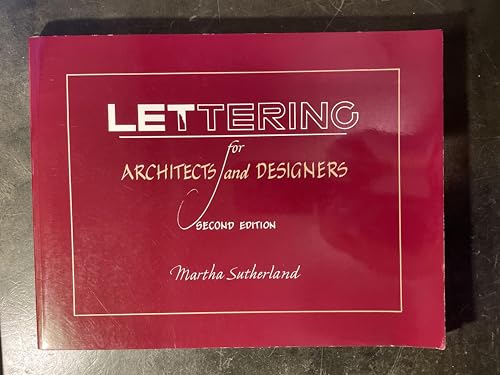 LETTERING
for
ARCHITECTS and DESIGNERS
SECOND EDITION
Martha Sutherland